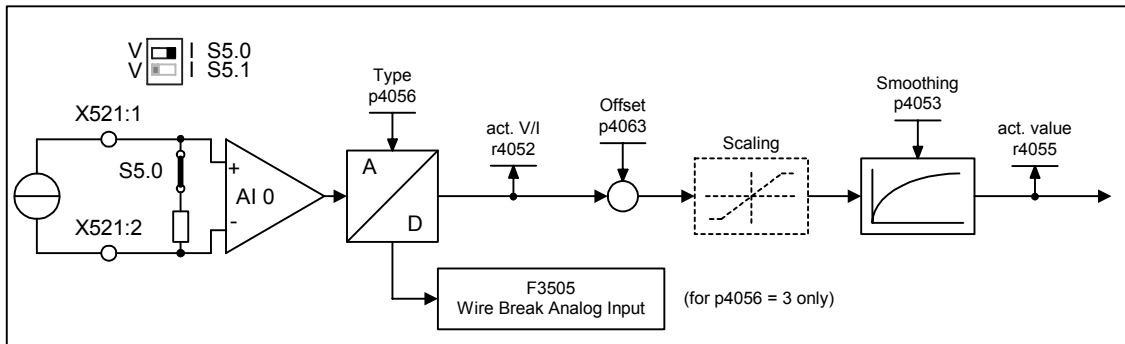 V I S5.0
V I S5.1
X521:1
S5.0
X521:2
+
AI 0
-
Type
p4056
A
D
act. V/I
r4052
Offset
p4063
Scaling
Smoothing
p4053
act. value
r4055
F3505
Wire Break Analog Input
(for p4056 = 3 only)